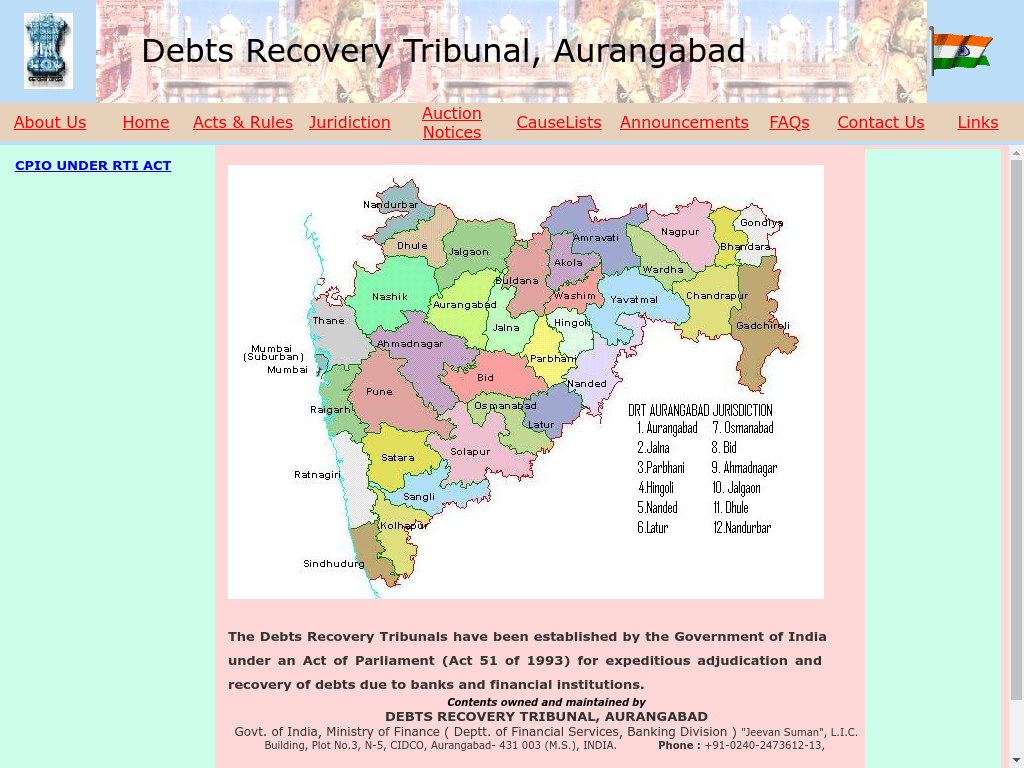 Debts Recovery Tribunal, Aurangabad
About Us
Home
Acts & Rules
Juridiction
Auction
Notices
CauseLists
Announcements
FAQs
Contact Us
Links
CPIO UNDER RTI ACT
Nandurbar
Dhule
Jalgaon
Buldana
Amravati
Akola
Nagpur
Gondiya
Bhandara
Wardha
Nashik
Aurangabad
Washim
Yavatmal
Chandrapur
Gadchiroli
Thane
Jalna
Hingoli
Ahmadnagar
Parbhani
Mumbai
(Suburban)
Mumbai
Pune
Bid
Nanded
Raigarh
Osmanabad
Latur
Satara
Solapur
Ratnagiri
Sangli
Kolhapur
Sindhudurg
DRT AURANGABAD JURISDICTION
1. Aurangabad 7. Osmanabad
2.Jalna 8. Bid
3.Parbhani 9. Ahmadnagar
4.Hingoli 10. Jalgaon
5.Nanded 11. Dhule
6.Latur 12.Nandurbar
The Debts Recovery Tribunals have been established by the Government of India
under an Act of Parliament (Act 51 of 1993) for expeditious adjudication and
recovery of debts due to banks and financial institutions.
Contents owned and maintained by
DEBTS RECOVERY TRIBUNAL, AURANGABAD
Govt. of India, Ministry of Finance ( Deptt. of Financial Services, Banking Division ) "Jeevan Suman", L.I.C.
Building, Plot No.3, N-5, CIDCO, Aurangabad- 431 003 (M.S.), INDIA. Phone : +91-0240-2473612-13,